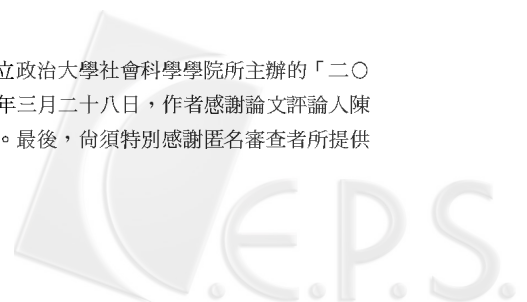 立政治大學社會科學學院所主辦的「二○
年三月二十八日，作者感謝論文評論人陳
。最後，尚須特別感謝匿名審查者所提供
C.E.P.S.